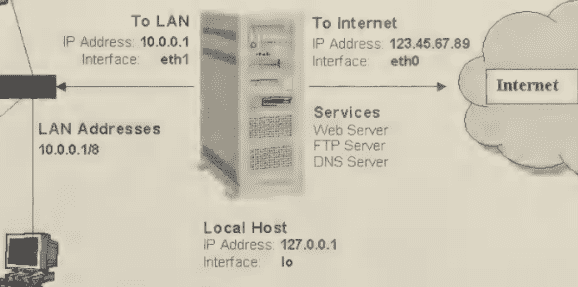 To LAN
IP Address: 10.0.0.1
Interface: eth1
To Internet
IP Address: 123.45.67.89
Interface: eth0
Internet
LAN Addresses
10.0.0.1/8
Services
Web Server
FTP Server
DNS Server
Local Host
IP Address: 127.0.0.1
Interface: lo